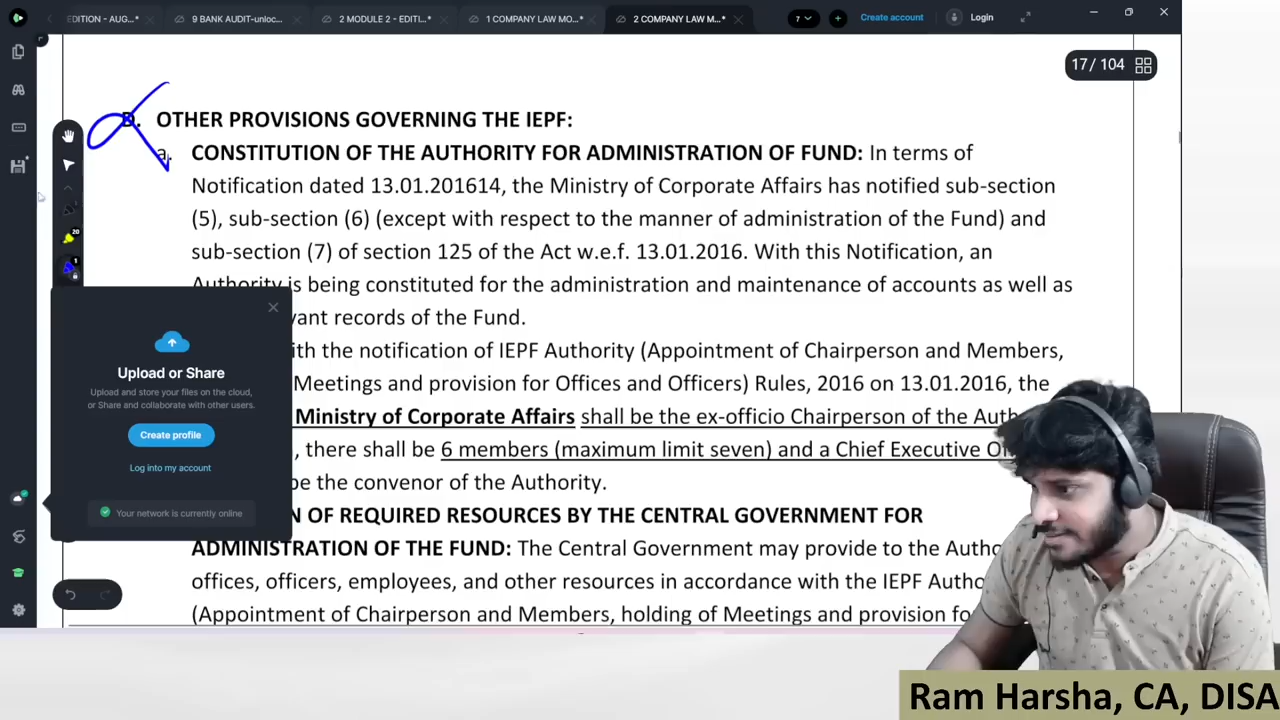 EDITION - AUG...*
9 BANK AUDIT-unloc...
2 MODULE 2 - EDITI...*
1 COMPANY LAW MO...*
2 COMPANY LAW M...*
7
Create account
Login
17 / 104
D. OTHER PROVISIONS GOVERNING THE IEPF:
a. CONSTITUTION OF THE AUTHORITY FOR ADMINISTRATION OF FUND: In terms of
Notification dated 13.01.201614, the Ministry of Corporate Affairs has notified sub-section
(5), sub-section (6) (except with respect to the manner of administration of the Fund) and
sub-section (7) of section 125 of the Act w.e.f. 13.01.2016. With this Notification, an
Authority is being constituted for the administration and maintenance of accounts as well as
vant records of the Fund.
ith the notification of IEPF Authority (Appointment of Chairperson and Members,
Meetings and provision for Offices and Officers) Rules, 2016 on 13.01.2016, the
Ministry of Corporate Affairs shall be the ex-officio Chairperson of the Auth
, there shall be 6 members (maximum limit seven) and a Chief Executive O
be the convenor of the Authority.
N OF REQUIRED RESOURCES BY THE CENTRAL GOVERNMENT FOR
ADMINISTRATION OF THE FUND: The Central Government may provide to the Autho
offices, officers, employees, and other resources in accordance with the IEPF Autho
(Appointment of Chairperson and Members, holding of Meetings and provision fo
20
1
Upload or Share
Upload and store your files on the cloud,
or Share and collaborate with other users.
Create profile
Log into my account
Your network is currently online
Ram Harsha, CA, DISA